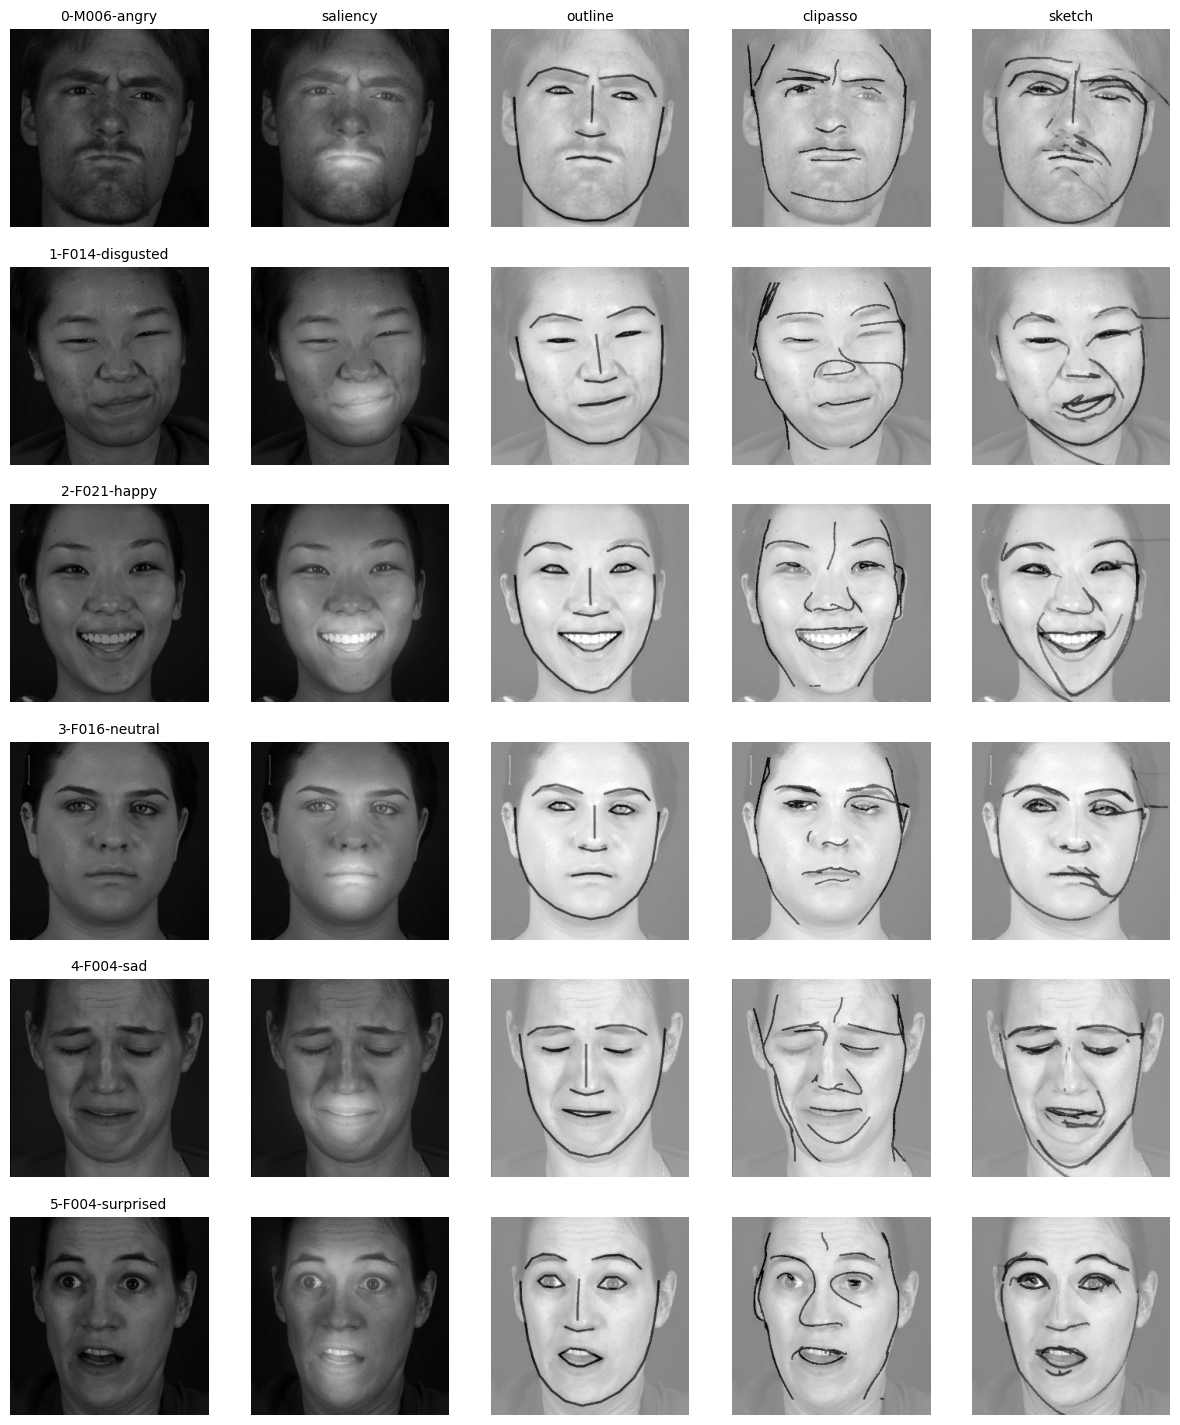 0-M006-angry saliency outline clipasso sketch
1-F014-disgusted
2-F021-happy
3-F016-neutral
4-F004-sad
5-F004-surprised